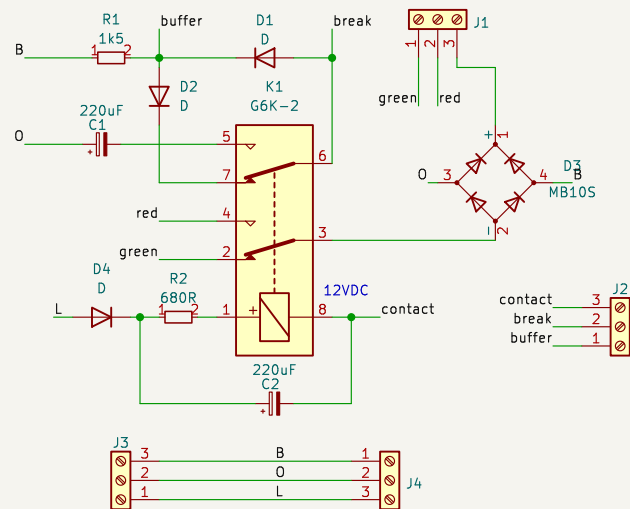 R1
1k5
B
1
2
buffer
D1
D
break
J1
1
2
3
green
red
D2
D
K1
G6K-2
220uF
C1
+
O
5
6
7
red
4
green
2
3
+
1
O
3
4
D3
B
MB10S
-
2
D4
D
R2
680R
L
1
2
1
+
8
12VDC
contact
220uF
C2
+
J2
contact
3
break
2
buffer
1
J3
3
B
1
2
O
2
1
L
3
J4